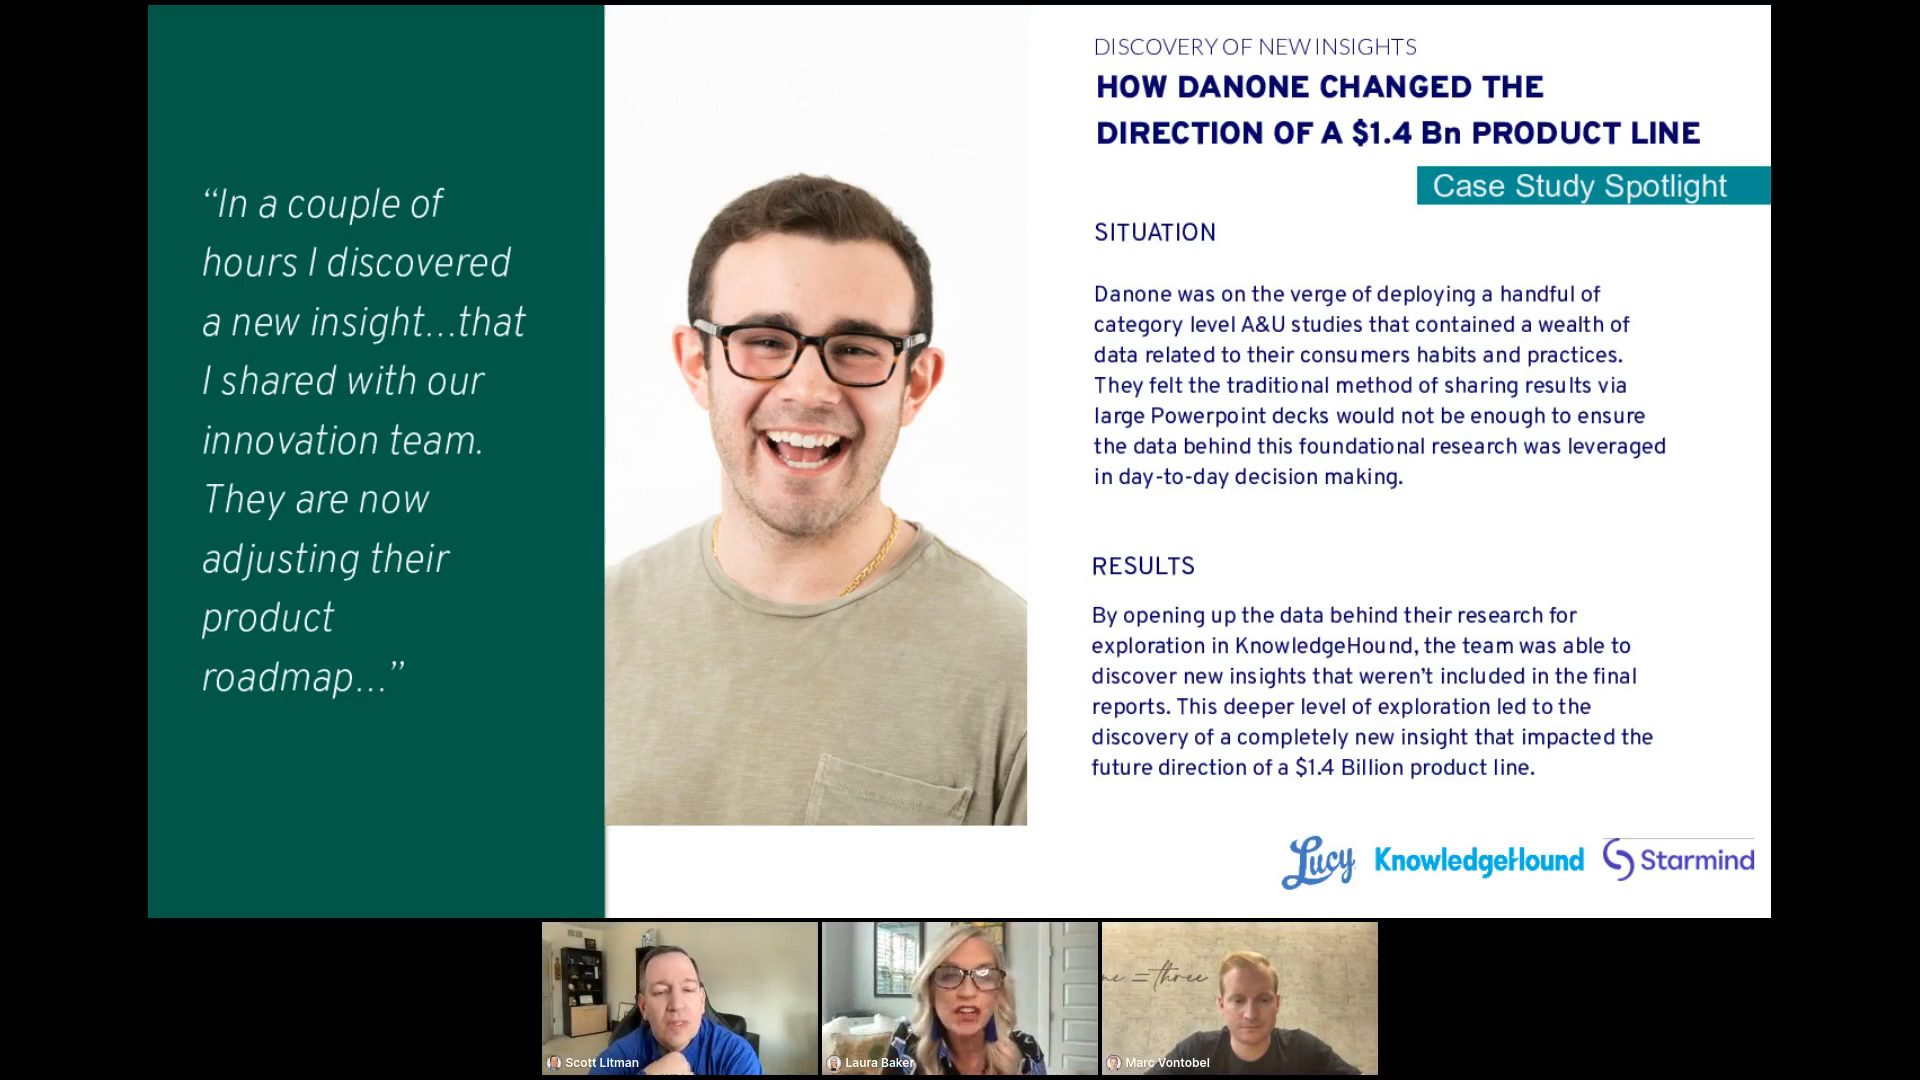 “In a couple of
hours I discovered
a new insight...that
I shared with our
innovation team.
They are now
adjusting their
product
roadmap...”
DISCOVERY OF NEW INSIGHTS
HOW DANONE CHANGED THE
DIRECTION OF A $1.4 Bn PRODUCT LINE
Case Study Spotlight
SITUATION
Danone was on the verge of deploying a handful of
category level A&U studies that contained a wealth of
data related to their consumers habits and practices.
They felt the traditional method of sharing results via
large Powerpoint decks would not be enough to ensure
the data behind this foundational research was leveraged
in day-to-day decision making.
RESULTS
By opening up the data behind their research for
exploration in KnowledgeHound, the team was able to
discover new insights that weren’t included in the final
reports. This deeper level of exploration led to the
discovery of a completely new insight that impacted the
future direction of a $1.4 Billion product line.
Lucy KnowledgeHound Starmind
=three
Scott Litman
Laura Baker
Marc Vontobel